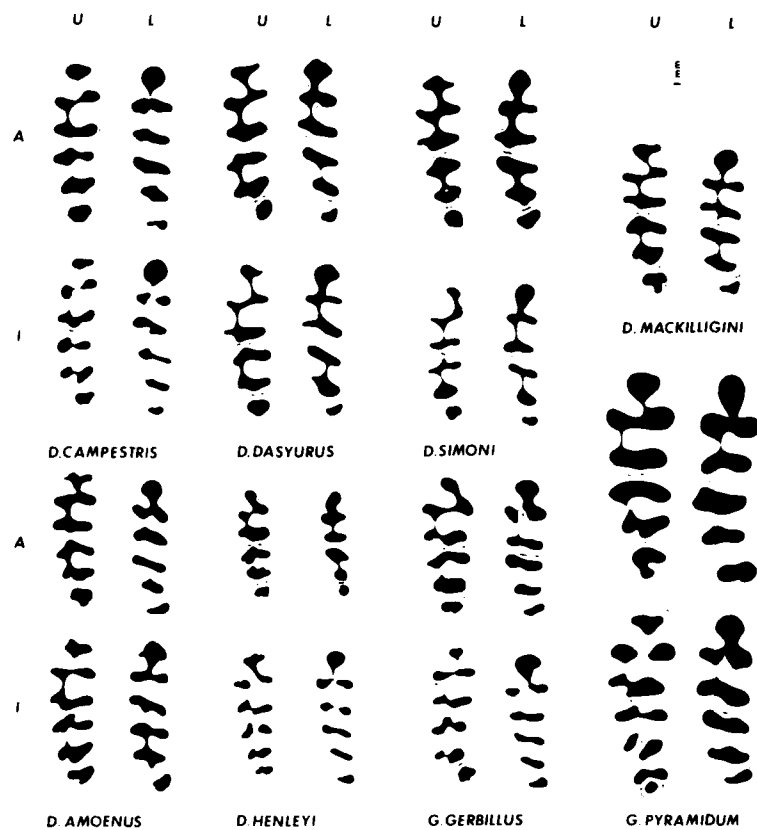 U L U L U L U L
A
I
D. MACKILLIGINI
D. CAMPESTRIS D. DASYURUS D. SIMONI
A
I
D. AMOENUS D. HENLEYI G. GERBILLUS G. PYRAMIDUM